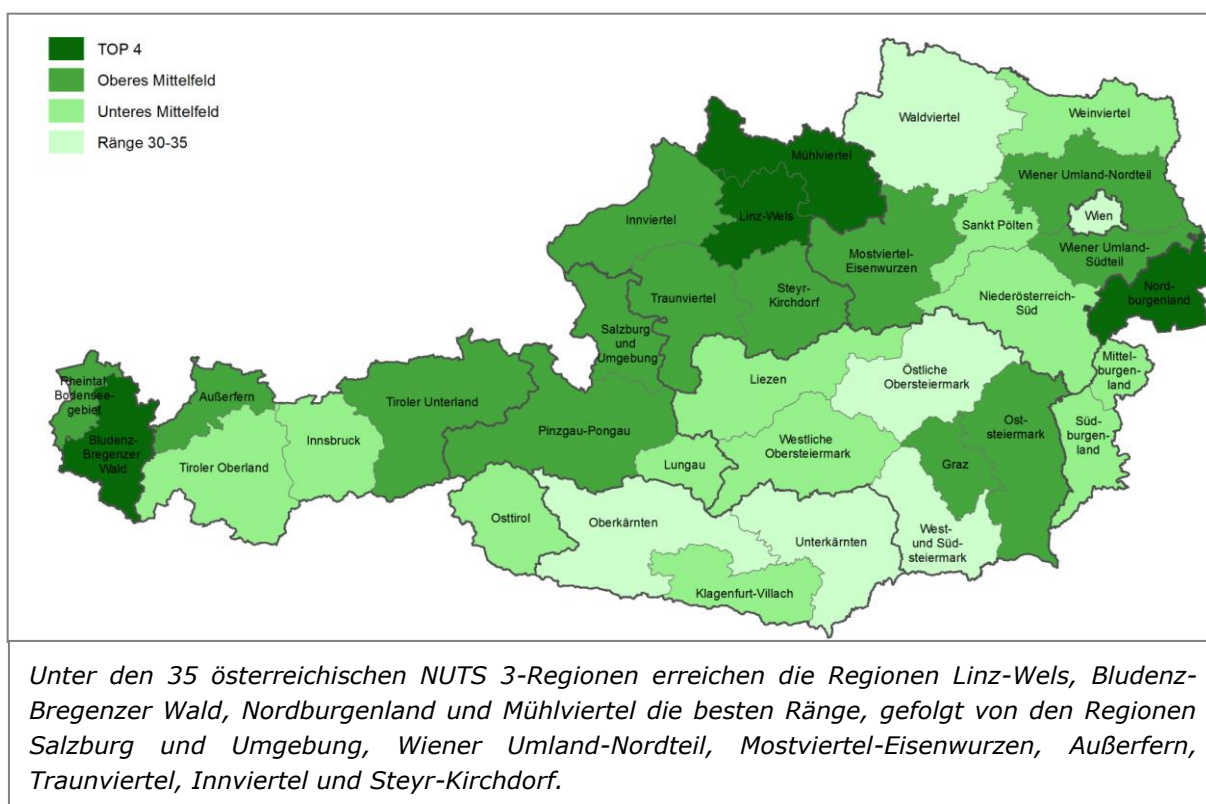 TOP 4
Oberes Mittelfeld
Unteres Mittelfeld
Ränge 30-35
Waldviertel
Weinviertel
Mühlviertel
Wiener Umland-Nordteil
Linz-Wels
Wien
Innviertel
Sankt Pölten
Mostviertel-
Eisenwurzen
Wiener Umland-
Südteil
Nord-
burgenland
Traunviertel
Steyr-
Kirchdorf
Niederösterreich-
Süd
Salzburg
und
Umgebung
Mittel-
burgen-
land
Östliche
Obersteiermark
Liezen
Rheintal-
Bodensee-
gebiet
Außerfern
Tiroler Unterland
Ost-
steiermark
Süd-
burgen-
land
Bludenz-
Bregenzer
Wald
Innsbruck
Pinzgau-Pongau
Westliche
Obersteiermark
Tiroler Oberland
Lungau
Graz
Osttirol
Oberkärnten
Unterkärnten
West-
und Süd-
steiermark
Klagenfurt-Villach
Unter den 35 österreichischen NUTS 3-Regionen erreichen die Regionen Linz-Wels, Bludenz-
Bregenzer Wald, Nordburgenland und Mühlviertel die besten Ränge, gefolgt von den Regionen
Salzburg und Umgebung, Wiener Umland-Nordteil, Mostviertel-Eisenwurzen, Außerfern,
Traunviertel, Innviertel und Steyr-Kirchdorf.